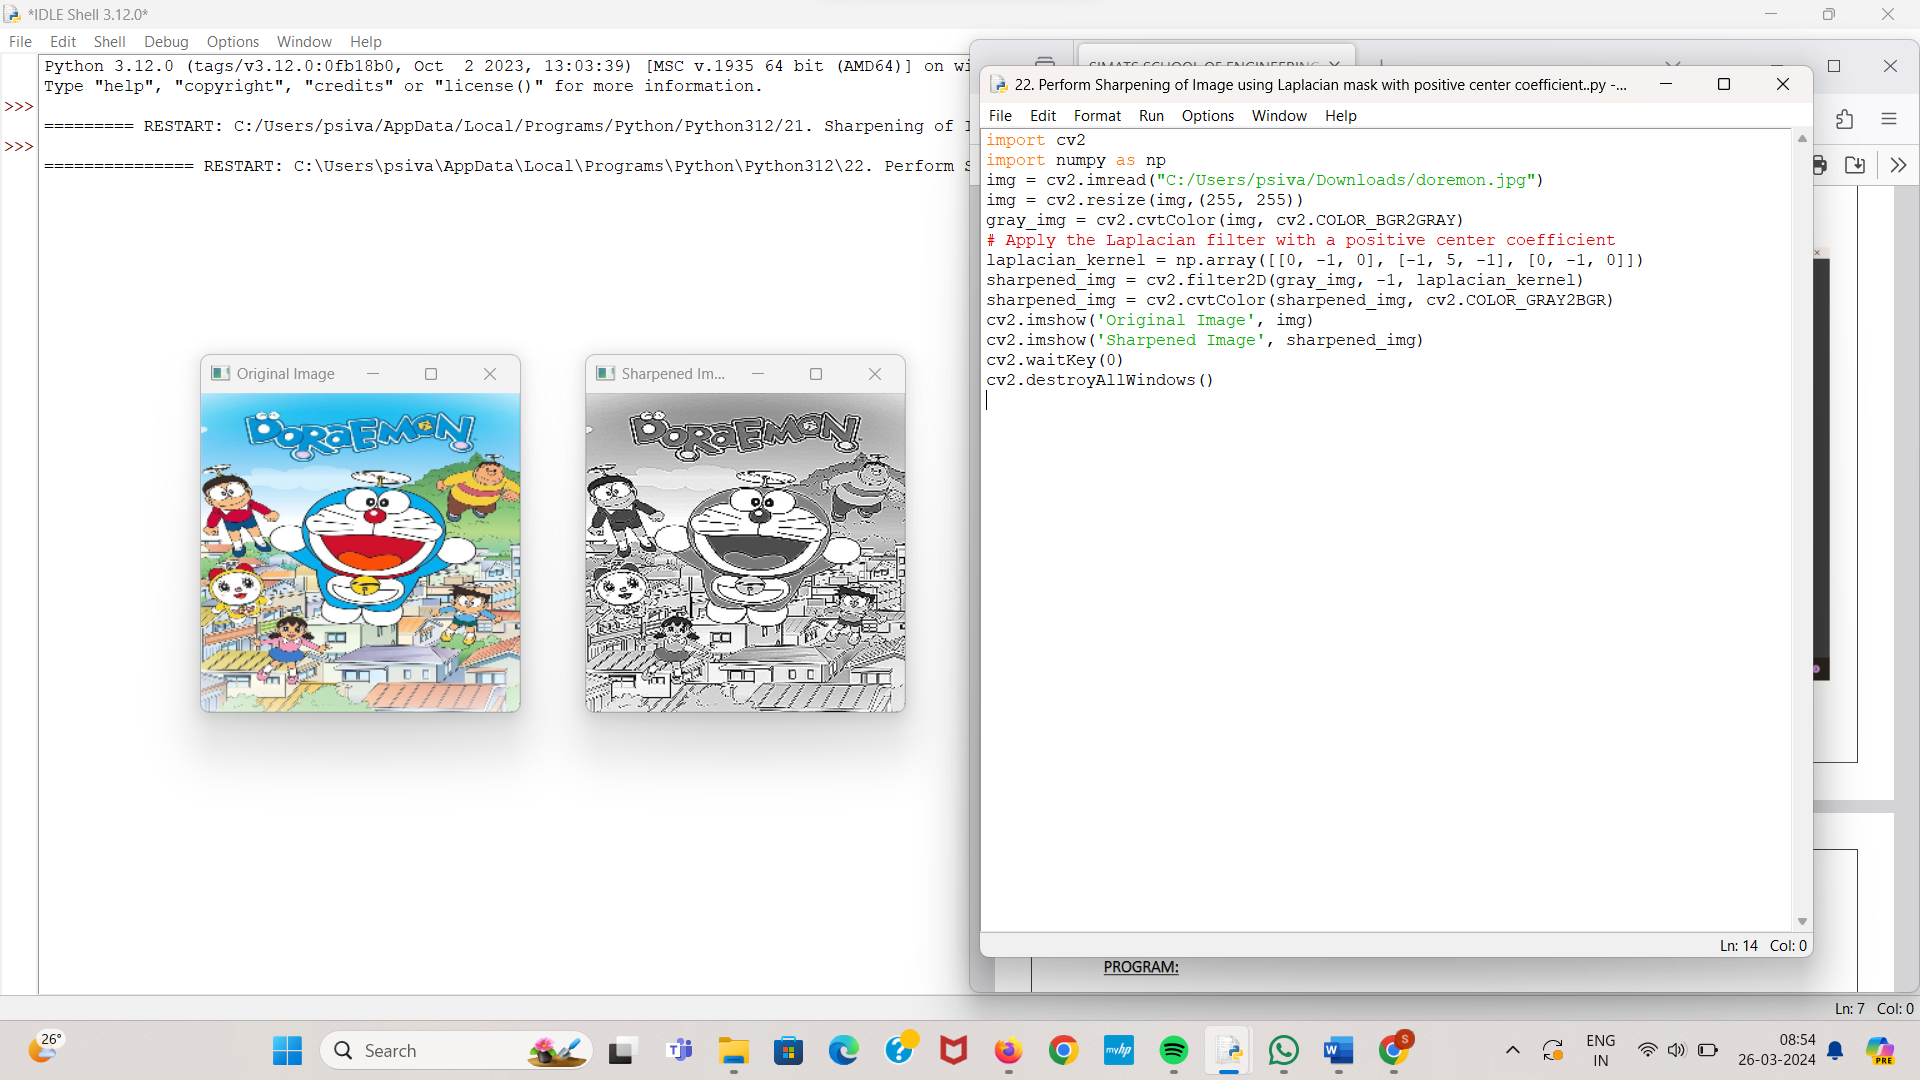 *IDLE Shell 3.12.0*
File Edit Shell Debug Options Window Help
Python 3.12.0 (tags/v3.12.0:0fb18b0, Oct  2 2023, 13:03:39) [MSC v.1935 64 bit (AMD64)] on
Type "help", "copyright", "credits" or "license()" for more information.
>>>
========= RESTART: C:/Users/psiva/AppData/Local/Programs/Python/Python312/21. Sharpening of
>>>
=============== RESTART: C:\Users\psiva\AppData\Local\Programs\Python\Python312\22. Perform
Original Image
DORAEMON
Sharpened Im...
DORAEMON
SIMATS SCHOOL OF ENGINEERING
22. Perform Sharpening of Image using Laplacian mask with positive center coefficient..py -...
File Edit Format Run Options Window Help
import cv2
import numpy as np
img = cv2.imread("C:/Users/psiva/Downloads/doremon.jpg")
img = cv2.resize(img,(255, 255))
gray_img = cv2.cvtColor(img, cv2.COLOR_BGR2GRAY)
# Apply the Laplacian filter with a positive center coefficient
laplacian_kernel = np.array([[0, -1, 0], [-1, 5, -1], [0, -1, 0]])
sharpened_img = cv2.filter2D(gray_img, -1, laplacian_kernel)
sharpened_img = cv2.cvtColor(sharpened_img, cv2.COLOR_GRAY2BGR)
cv2.imshow('Original Image', img)
cv2.imshow('Sharpened Image', sharpened_img)
cv2.waitKey(0)
cv2.destroyAllWindows()
Ln: 14 Col: 0
PROGRAM:
Ln: 7 Col: 0
26°
Search
myhp
S
ENG
IN
08:54
26-03-2024
PRE